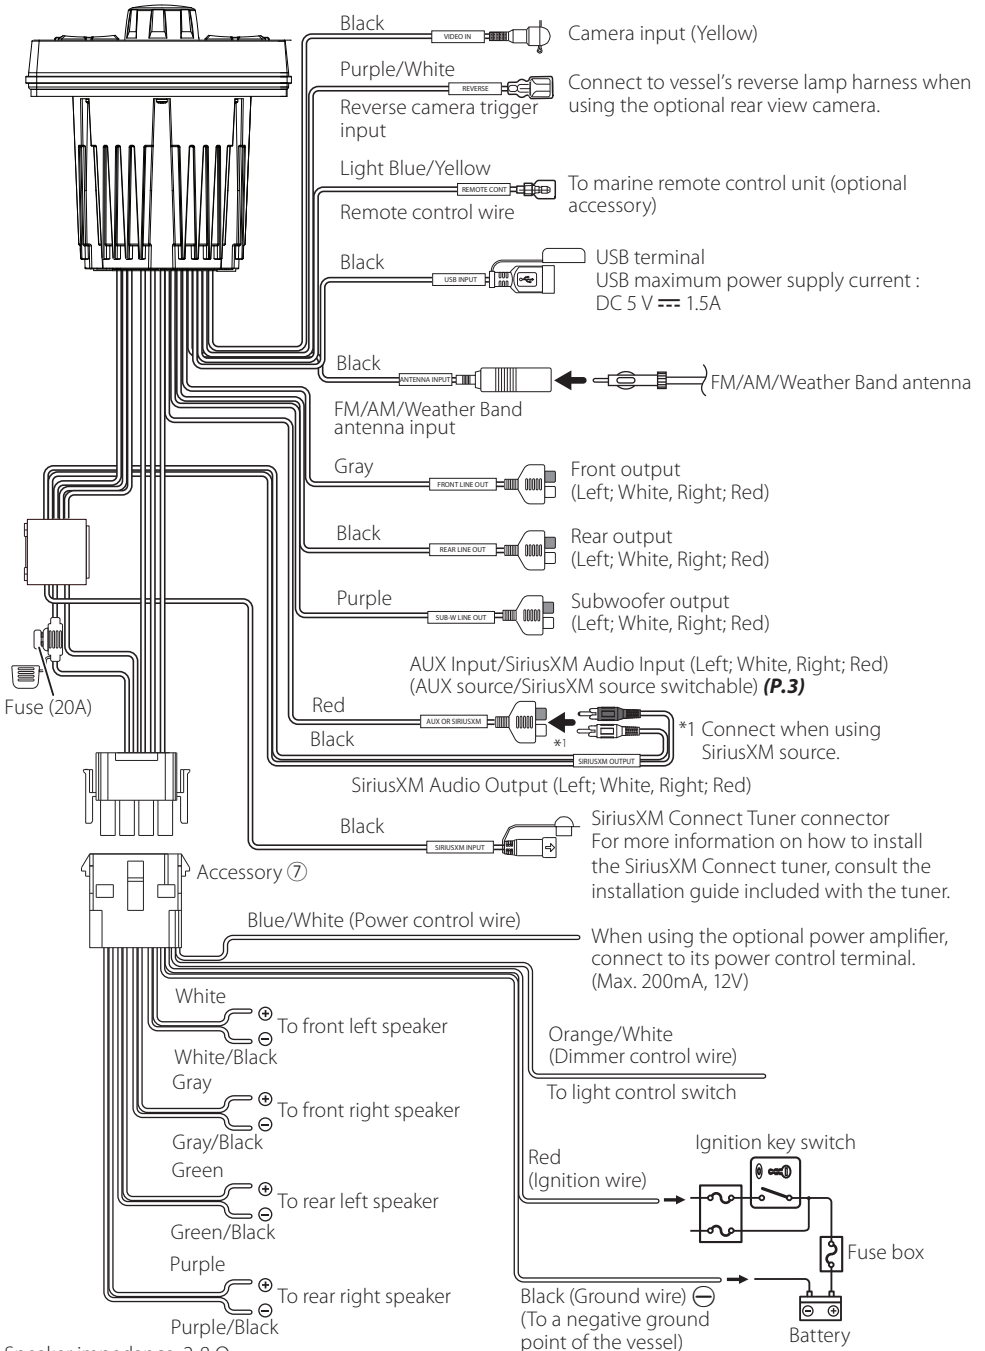 Black
VIDEO IN
Camera input (Yellow)
Purple/White
REVERSE
Reverse camera trigger
input
Connect to vessel's reverse lamp harness when
using the optional rear view camera.
Light Blue/Yellow
REMOTE CONT
Remote control wire
To marine remote control unit (optional
accessory)
Black
USB INPUT
USB terminal
USB maximum power supply current :
DC 5 V ⎓ 1.5A
Black
ANTENNA INPUT
FM/AM/Weather Band antenna
FM/AM/Weather Band
antenna input
Gray
FRONT LINE OUT
Front output
(Left; White, Right; Red)
Black
REAR LINE OUT
Rear output
(Left; White, Right; Red)
Purple
SUB-W LINE OUT
Subwoofer output
(Left; White, Right; Red)
Fuse (20A)
AUX Input/SiriusXM Audio Input (Left; White, Right; Red)
(AUX source/SiriusXM source switchable) (P.3)
Red
AUX OR SIRIUSXM
*1
*1 Connect when using
SiriusXM source.
Black
SIRIUSXM OUTPUT
SiriusXM Audio Output (Left; White, Right; Red)
Black
SIRIUSXM INPUT
SiriusXM Connect Tuner connector
For more information on how to install
the SiriusXM Connect tuner, consult the
installation guide included with the tuner.
Accessory ⑦
Blue/White (Power control wire)
When using the optional power amplifier,
connect to its power control terminal.
(Max. 200mA, 12V)
White
⊕
To front left speaker
⊖
White/Black
Orange/White
(Dimmer control wire)
To light control switch
Gray
⊕
To front right speaker
⊖
Gray/Black
Green
⊕
To rear left speaker
⊖
Green/Black
Ignition key switch
Red
(Ignition wire)
Fuse box
Purple
⊕
To rear right speaker
⊖
Purple/Black
Black (Ground wire) ⊖
(To a negative ground
point of the vessel)
⊖ ⊕
Battery